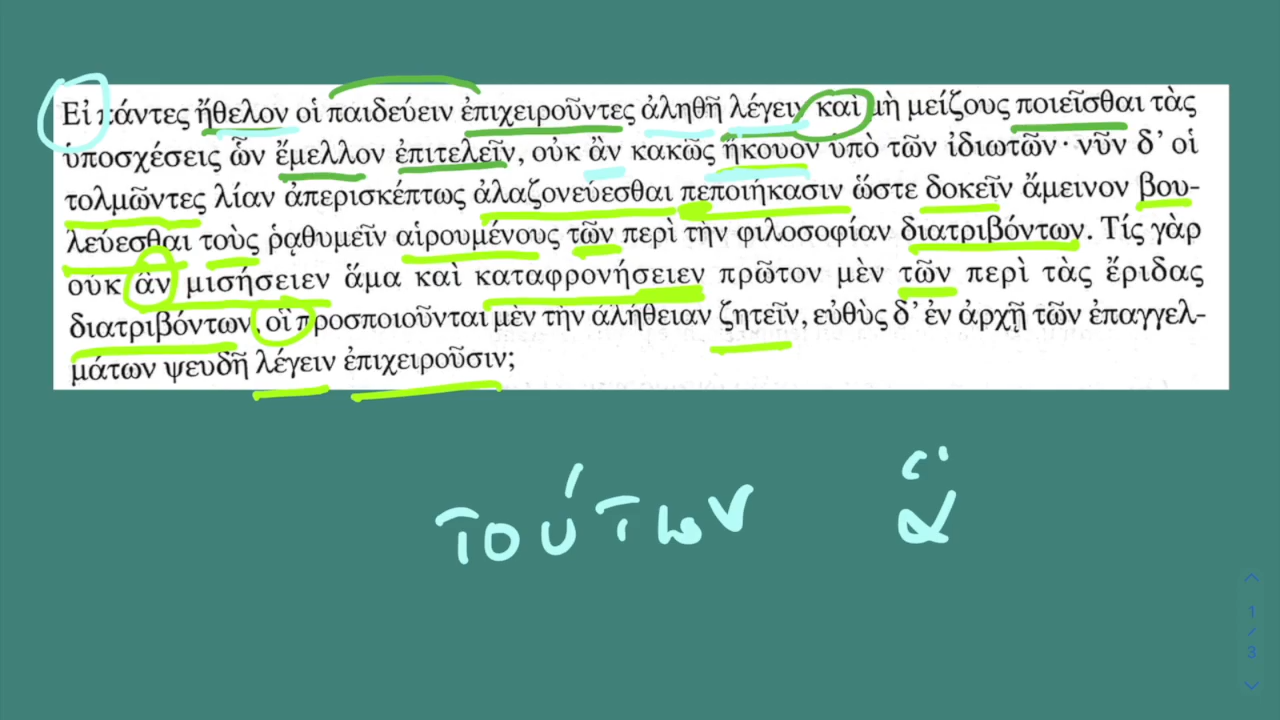 Εἰ πάντες ἤθελον οἱ παιδεύειν ἐπιχειροῦντες ἀληθῆ λέγειν καὶ μὴ μείζους ποιεῖσθαι τὰς
ὑποσχέσεις ὧν ἔμελλον ἐπιτελεῖν, οὐκ ἂν κακῶς ἤκουον ὑπὸ τῶν ἰδιωτῶν · νῦν δ’ οἱ
τολμῶντες λίαν ἀπερισκέπτως ἀλαζονεύεσθαι πεποιήκασιν ὥστε δοκεῖν ἄμεινον βου-
λεύεσθαι τοὺς ῥᾳθυμεῖν αἱρουμένους τῶν περὶ τὴν φιλοσοφίαν διατριβόντων. Τίς γὰρ
οὐκ ἂν μισήσειεν ἅμα καὶ καταφρονήσειεν πρῶτον μὲν τῶν περὶ τὰς ἔριδας
διατριβόντων, οἳ προσποιοῦνται μὲν τὴν ἀλήθειαν ζητεῖν, εὐθὺς δ’ ἐν ἀρχῇ τῶν ἐπαγγελ-
μάτων ψευδῆ λέγειν ἐπιχειροῦσιν;
τούτων ἅ
1
/
3